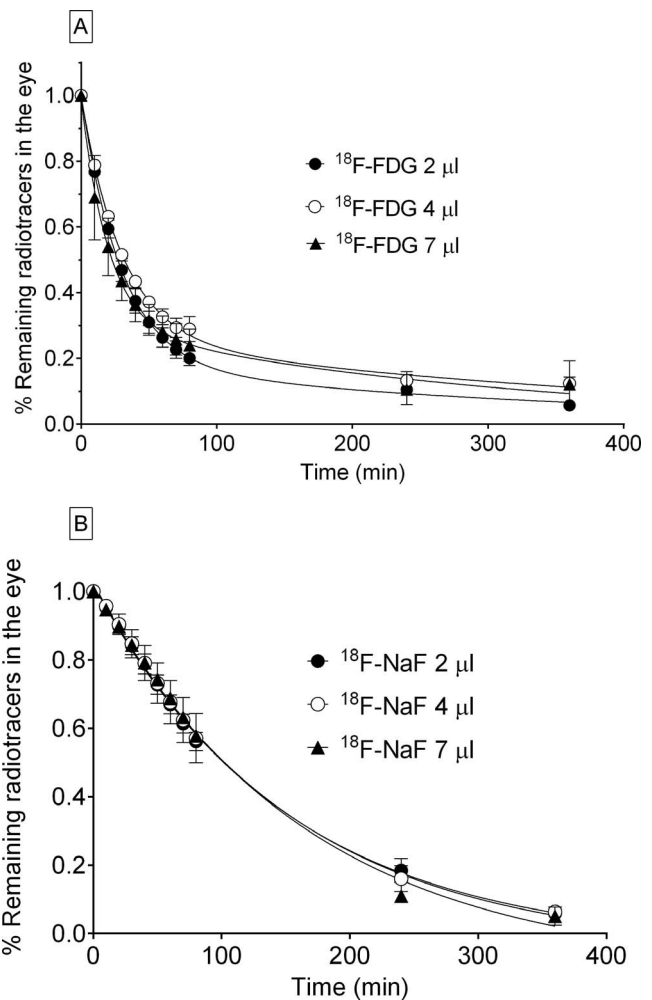 A
% Remaining radiotracers in the eye
1.0
0.8
0.6
0.4
0.2
0.0
¹⁸F-FDG 2 μl
¹⁸F-FDG 4 μl
¹⁸F-FDG 7 μl
0 100 200 300 400
Time (min)
B
% Remaining radiotracers in the eye
1.0
0.8
0.6
0.4
0.2
0.0
¹⁸F-NaF 2 μl
¹⁸F-NaF 4 μl
¹⁸F-NaF 7 μl
0 100 200 300 400
Time (min)